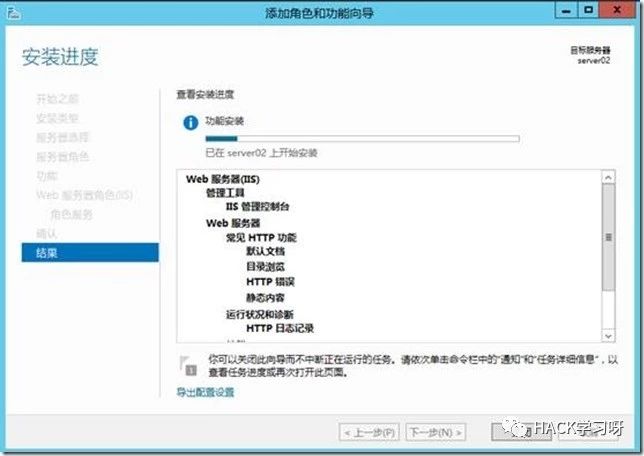 添加角色和功能向导
安装进度
目标服务器
server02
开始之前
安装类型
服务器选择
服务器角色
功能
Web 服务器角色(IIS)
角色服务
确认
结果
查看安装进度
功能安装
已在 server02 上开始安装
Web 服务器(IIS)
管理工具
IIS 管理控制台
Web 服务器
常见 HTTP 功能
默认文档
目录浏览
HTTP 错误
静态内容
运行状况和诊断
HTTP 日志记录
你可以关闭此向导而不中断正在运行的任务。请依次单击命令栏中的"通知"和"任务详细信息"，以
查看任务进度或再次打开此页面。
导出配置设置
< 上一步(P)
下一步(N) >
HACK学习呀